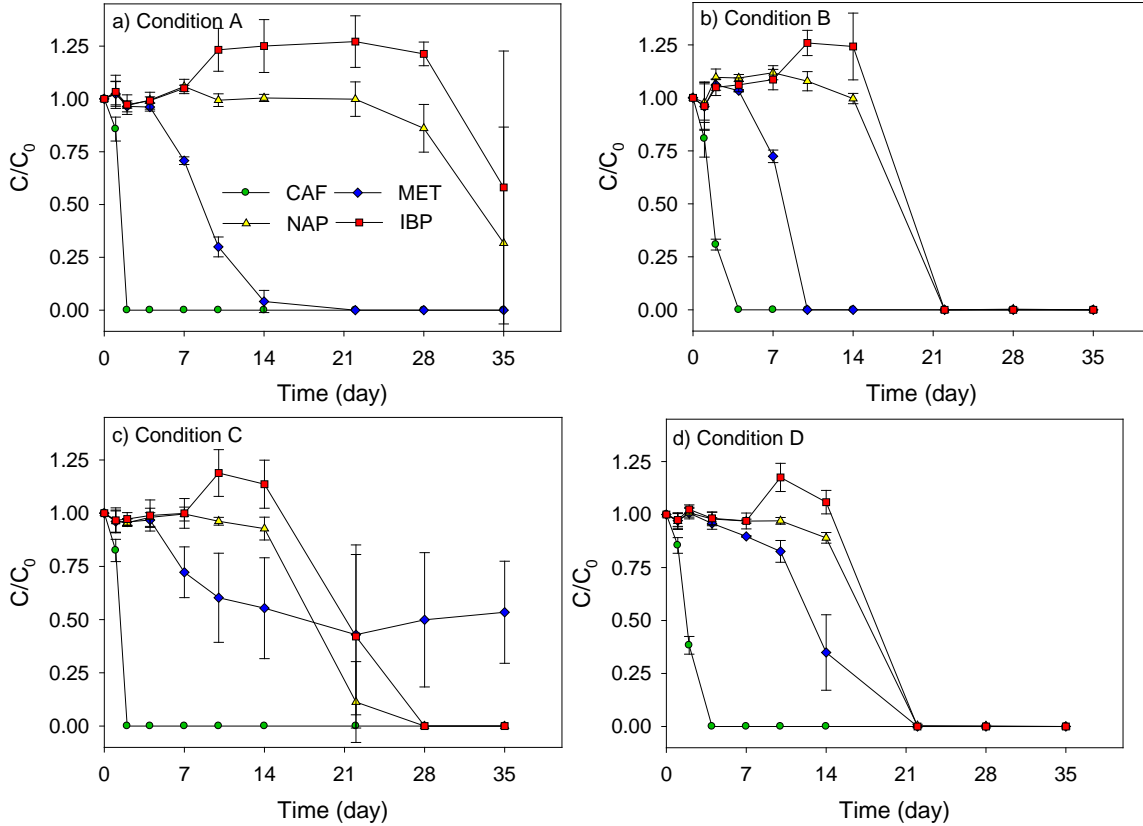 a) Condition A
1.25
1.00
0.75
0.50
0.25
0.00
C/C0
CAF
MET
NAP
IBP
0 7 14 21 28 35
Time (day)
b) Condition B
1.25
1.00
0.75
0.50
0.25
0.00
C/C0
0 7 14 21 28 35
Time (day)
c) Condition C
1.25
1.00
0.75
0.50
0.25
0.00
C/C0
0 7 14 21 28 35
Time (day)
d) Condition D
1.25
1.00
0.75
0.50
0.25
0.00
C/C0
0 7 14 21 28 35
Time (day)